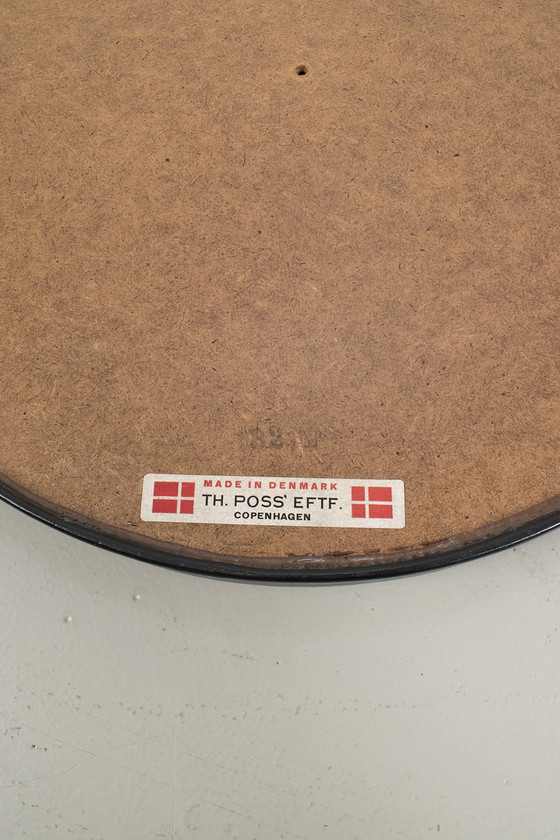 MADE IN DENMARK
TH. POSS' EFTF.
COPENHAGEN